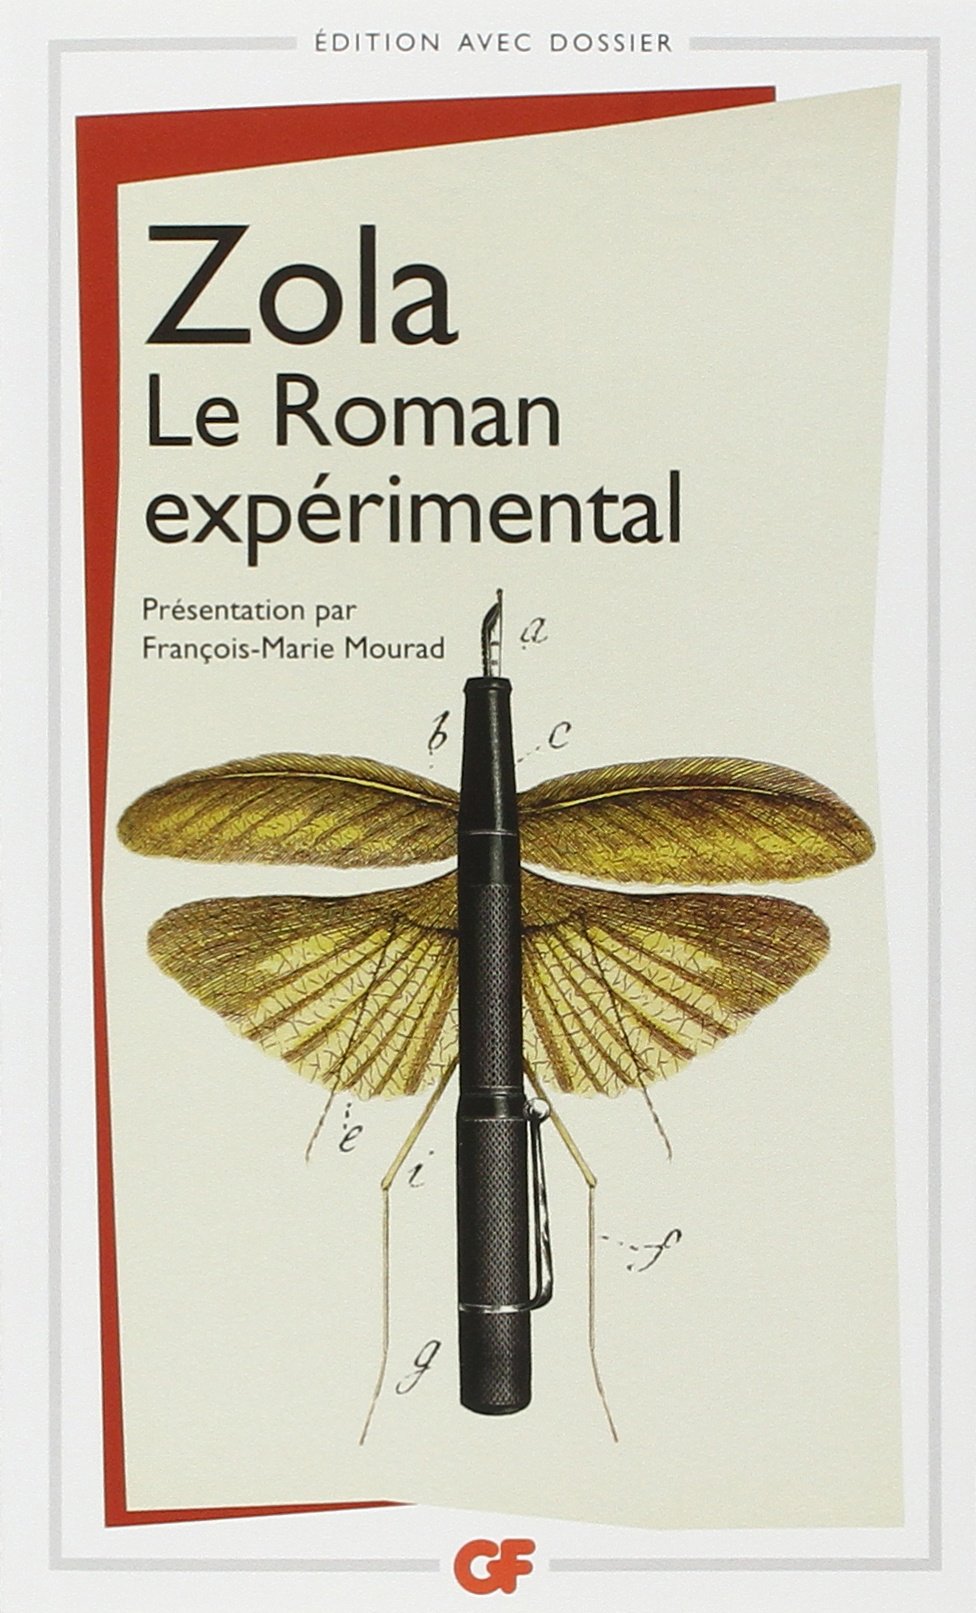 ÉDITION AVEC DOSSIER
Zola
Le Roman
expérimental
Présentation par
François-Marie Mourad
a
b
c
e
i
f
g
GF